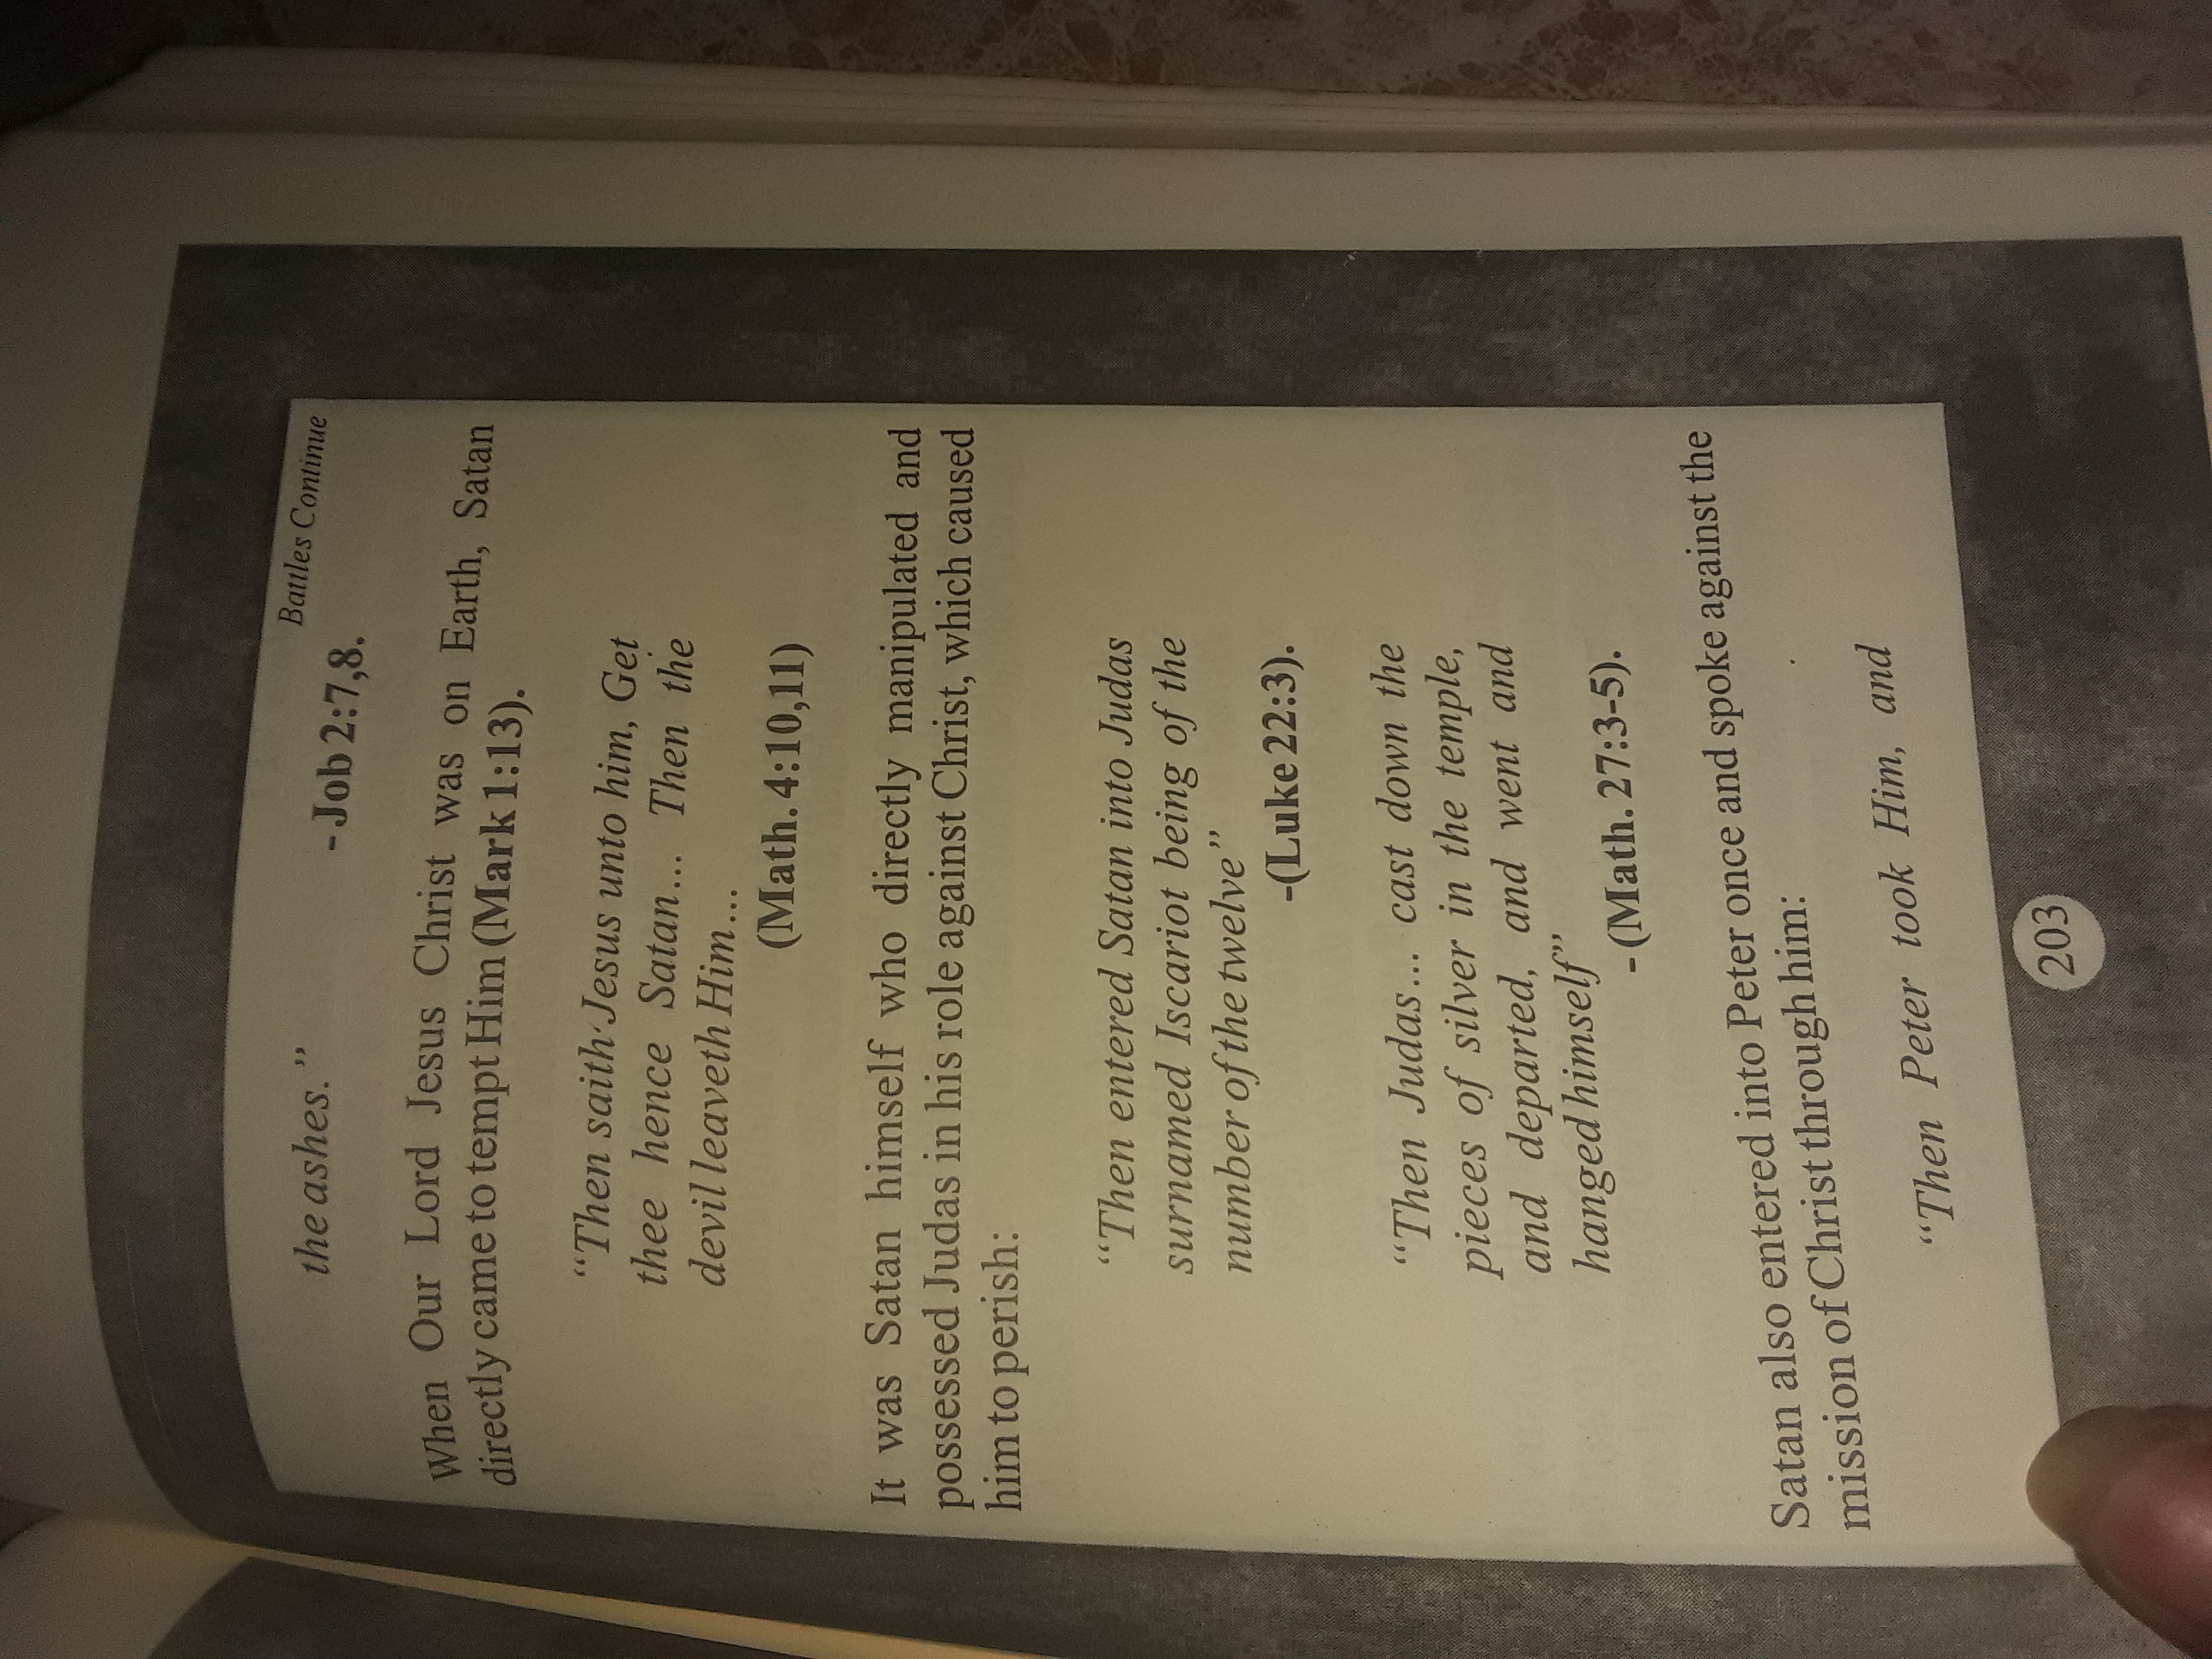 Battles Continue
the ashes.”
- Job 2:7,8.
When Our Lord Jesus Christ was on Earth, Satan
directly came to tempt Him (Mark 1:13).
“Then saith Jesus unto him, Get
thee hence Satan... Then the
devil leaveth Him...
(Math. 4:10,11)
It was Satan himself who directly manipulated and
possessed Judas in his role against Christ, which caused
him to perish:
“Then entered Satan into Judas
surnamed Iscariot being of the
number of the twelve”
-(Luke 22:3).
“Then Judas... cast down the
pieces of silver in the temple,
and departed, and went and
hanged himself”
- (Math. 27:3-5).
Satan also entered into Peter once and spoke against the
mission of Christ through him:
“Then Peter took Him, and
203